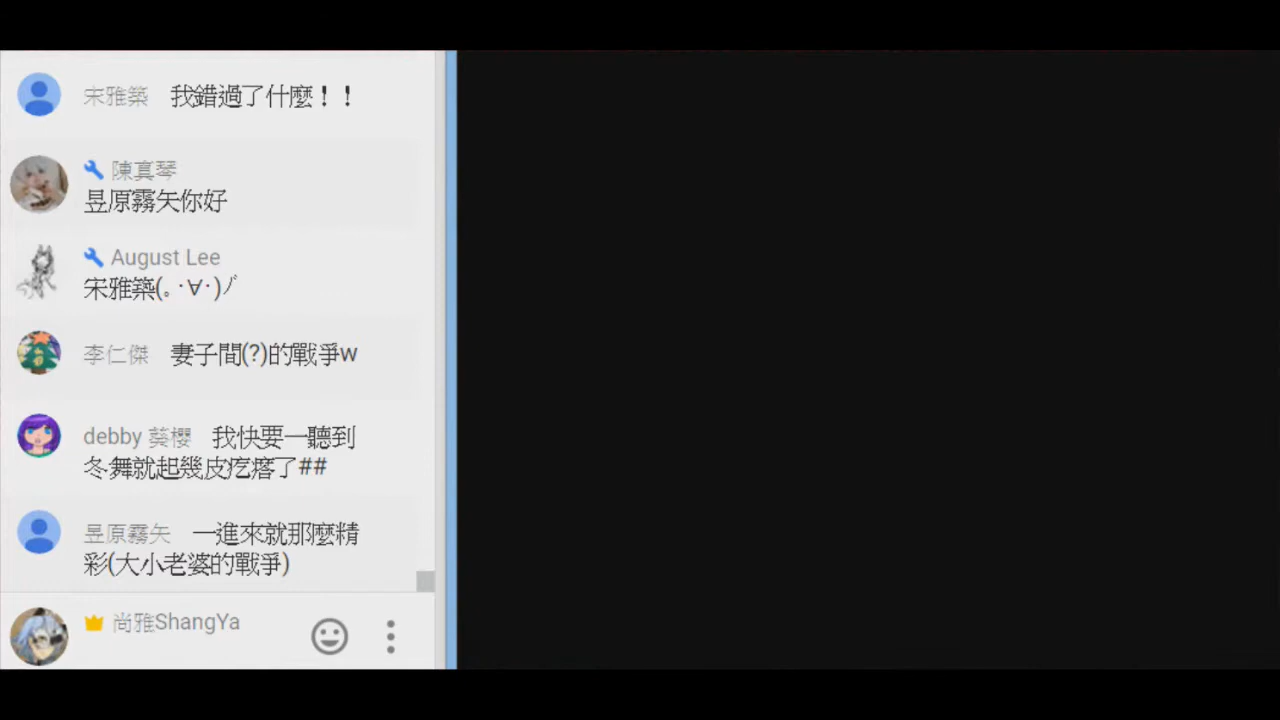 宋雅築 我錯過了什麼！！
陳真琴
昱原霧矢你好
August Lee
宋雅築(。･∀･)ﾉﾞ
李仁傑 妻子間(?)的戰爭w
debby 葵櫻 我快要一聽到
冬舞就起幾皮疙瘩了##
昱原霧矢 一進來就那麼精
彩(大小老婆的戰爭)
尚雅ShangYa